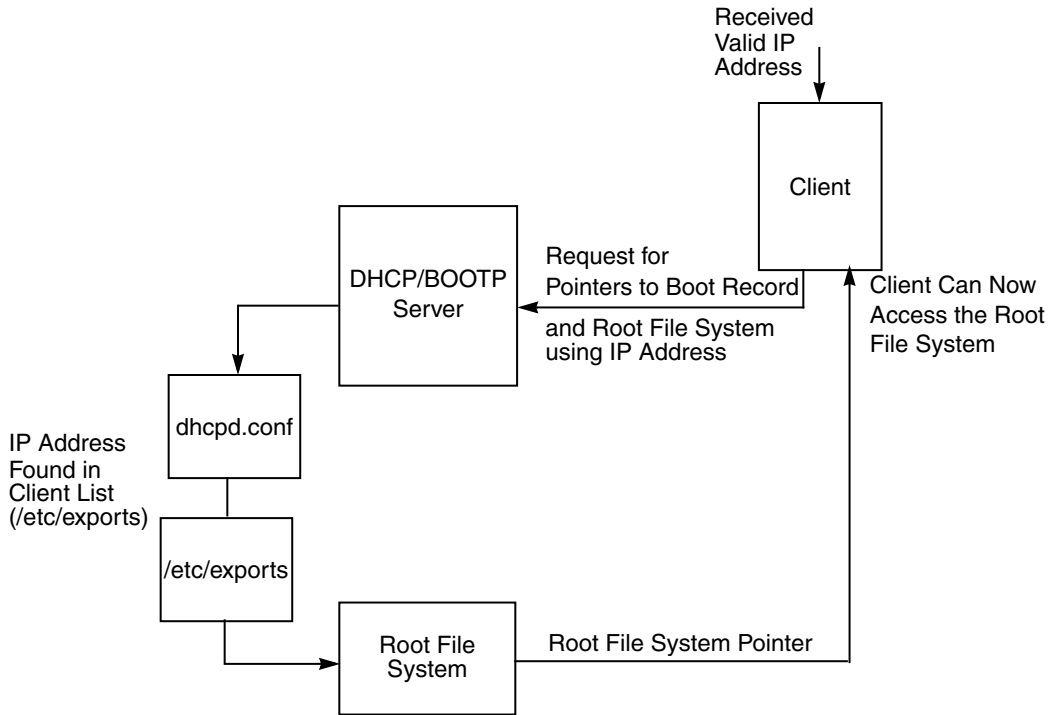 Received
Valid IP
Address
Client
Request for
Pointers to Boot Record
and Root File System
using IP Address
DHCP/BOOTP
Server
Client Can Now
Access the Root
File System
dhcpd.conf
IP Address
Found in
Client List
(/etc/exports)
/etc/exports
Root File
System
Root File System Pointer